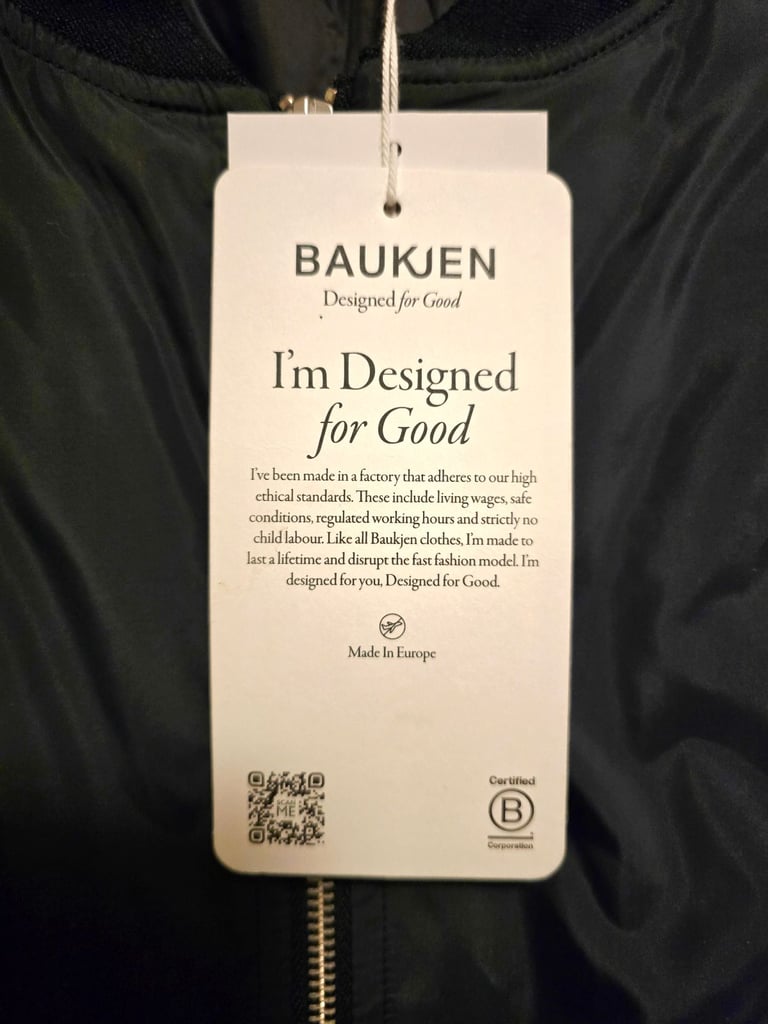 BAUKJEN
Designed for Good
I'm Designed
for Good
I've been made in a factory that adheres to our high
ethical standards. These include living wages, safe
conditions, regulated working hours and strictly no
child labour. Like all Baukjen clothes, I'm made to
last a lifetime and disrupt the fast fashion model. I'm
designed for you, Designed for Good.
Made In Europe
SCAN
ME
Certified
B
Corporation